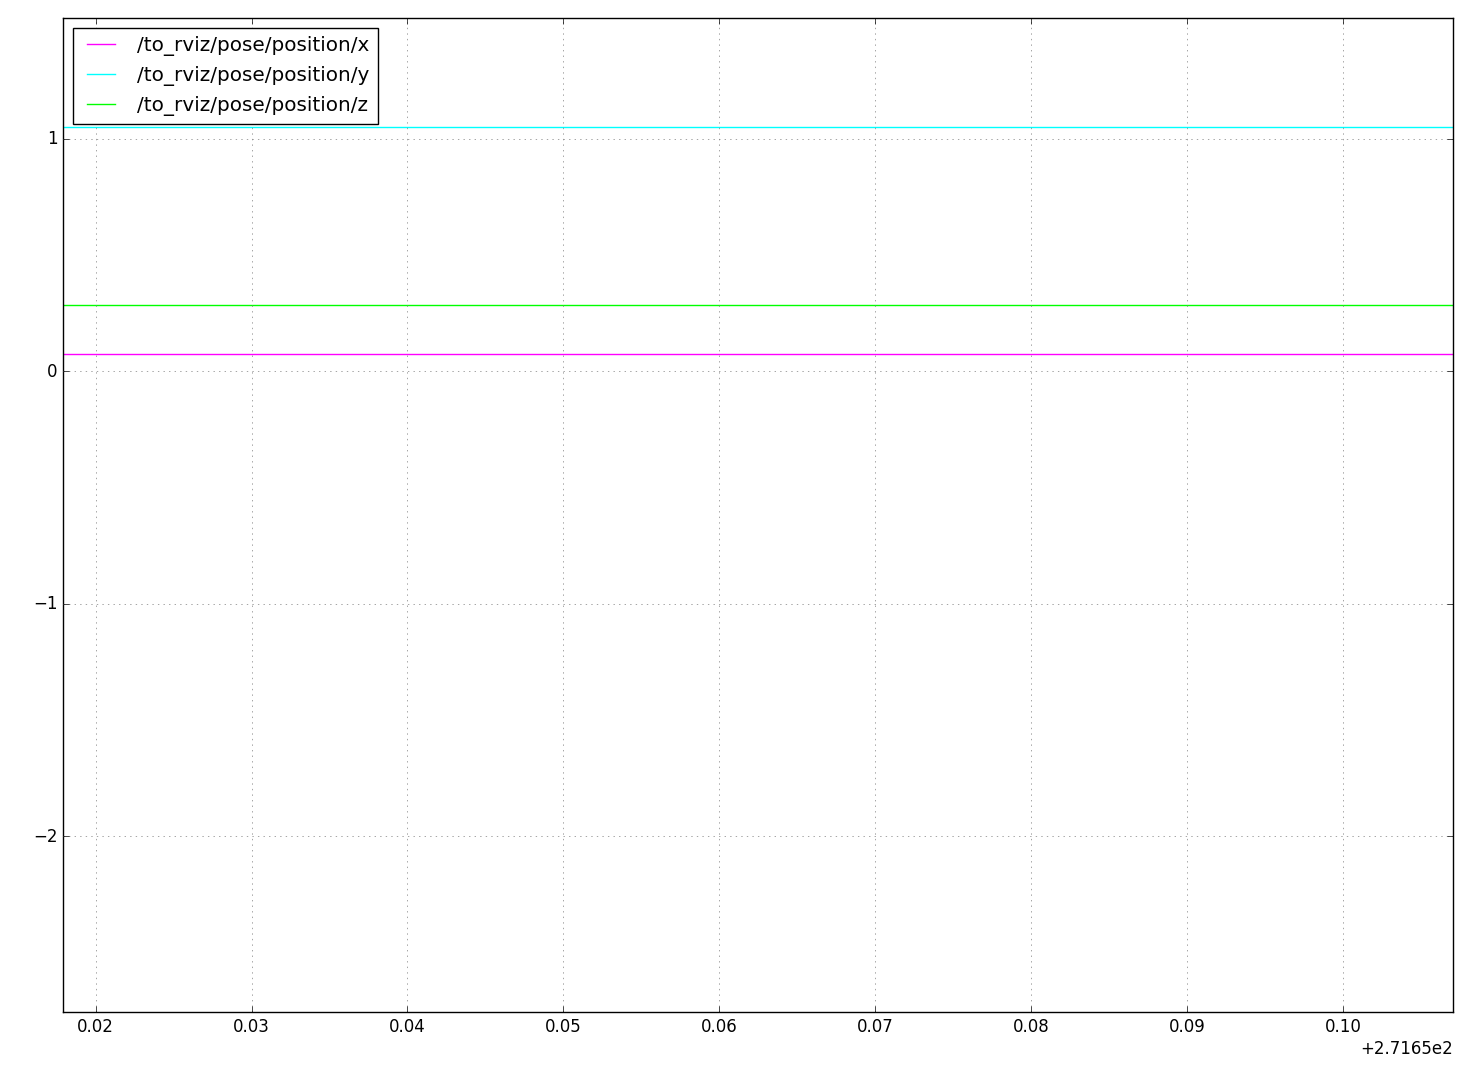 /to_rviz/pose/position/x
/to_rviz/pose/position/y
/to_rviz/pose/position/z
1
0
−1
−2
0.02 0.03 0.04 0.05 0.06 0.07 0.08 0.09 0.10
+2.7165e2